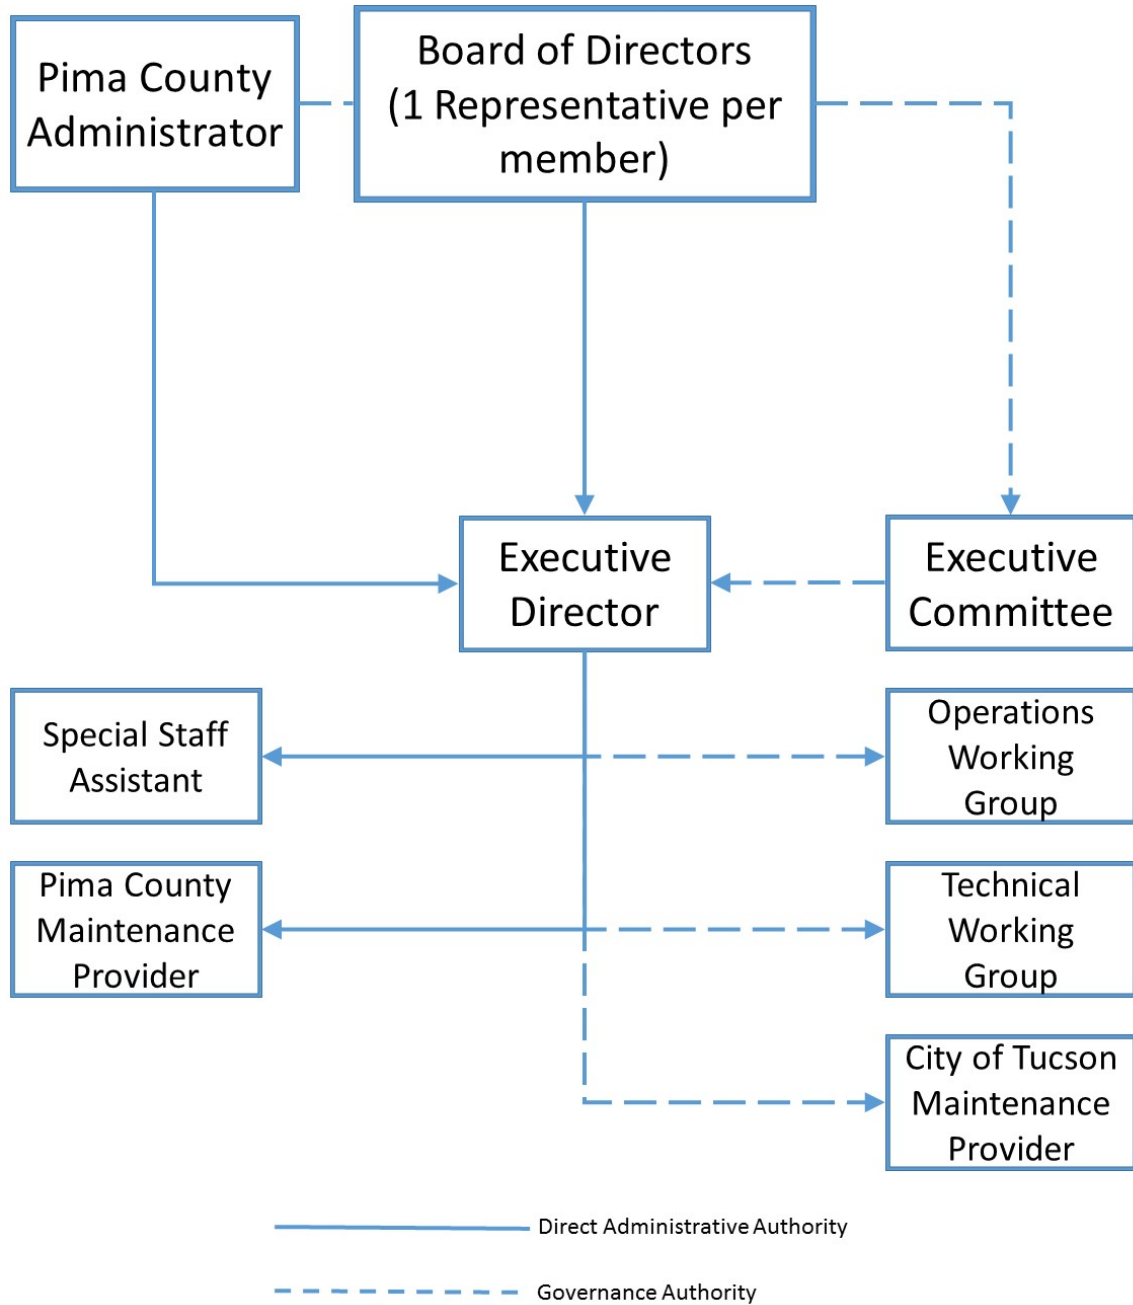 Pima County
Administrator
Board of Directors
(1 Representative per
member)
Executive
Director
Executive
Committee
Special Staff
Assistant
Operations
Working
Group
Pima County
Maintenance
Provider
Technical
Working
Group
City of Tucson
Maintenance
Provider
Direct Administrative Authority
Governance Authority